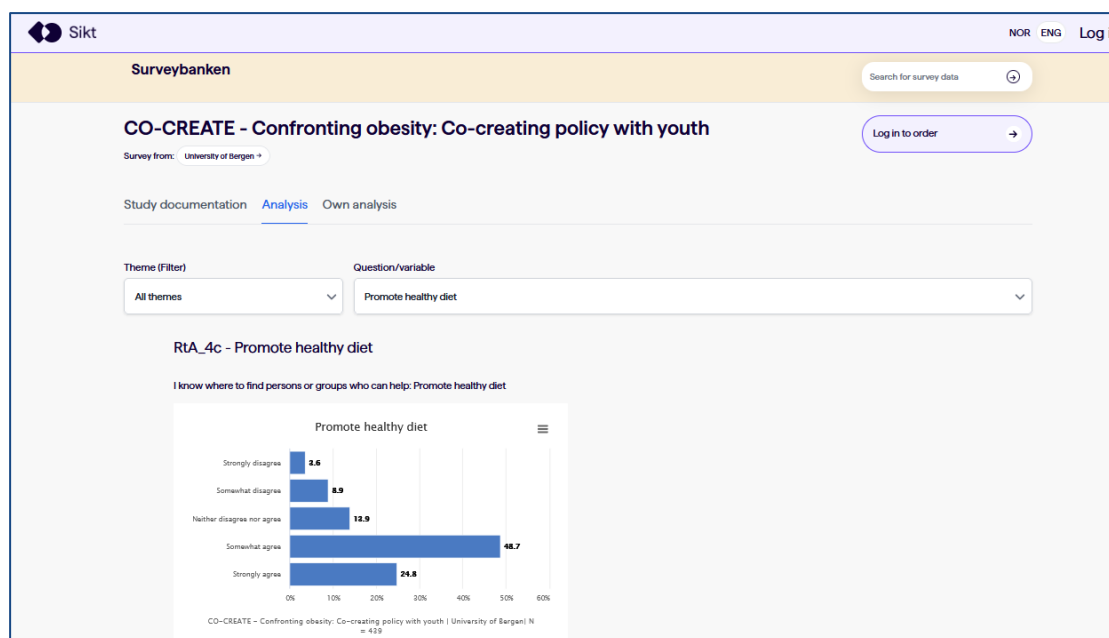 Sikt
NOR ENG Log i
Surveybanken
Search for survey data
CO-CREATE - Confronting obesity: Co-creating policy with youth
Log in to order
Survey from: University of Bergen
Study documentation Analysis Own analysis
Theme (Filter) Question/variable
All themes Promote healthy diet
RtA_4c - Promote healthy diet
I know where to find persons or groups who can help: Promote healthy diet
Promote healthy diet
Strongly disagree 3.6
Somewhat disagree 8.9
Neither disagree nor agree 13.9
Somewhat agree 48.7
Strongly agree 24.8
0% 10% 20% 30% 40% 50% 60%
CO-CREATE - Confronting obesity: Co-creating policy with youth | University of Bergen| N
= 439